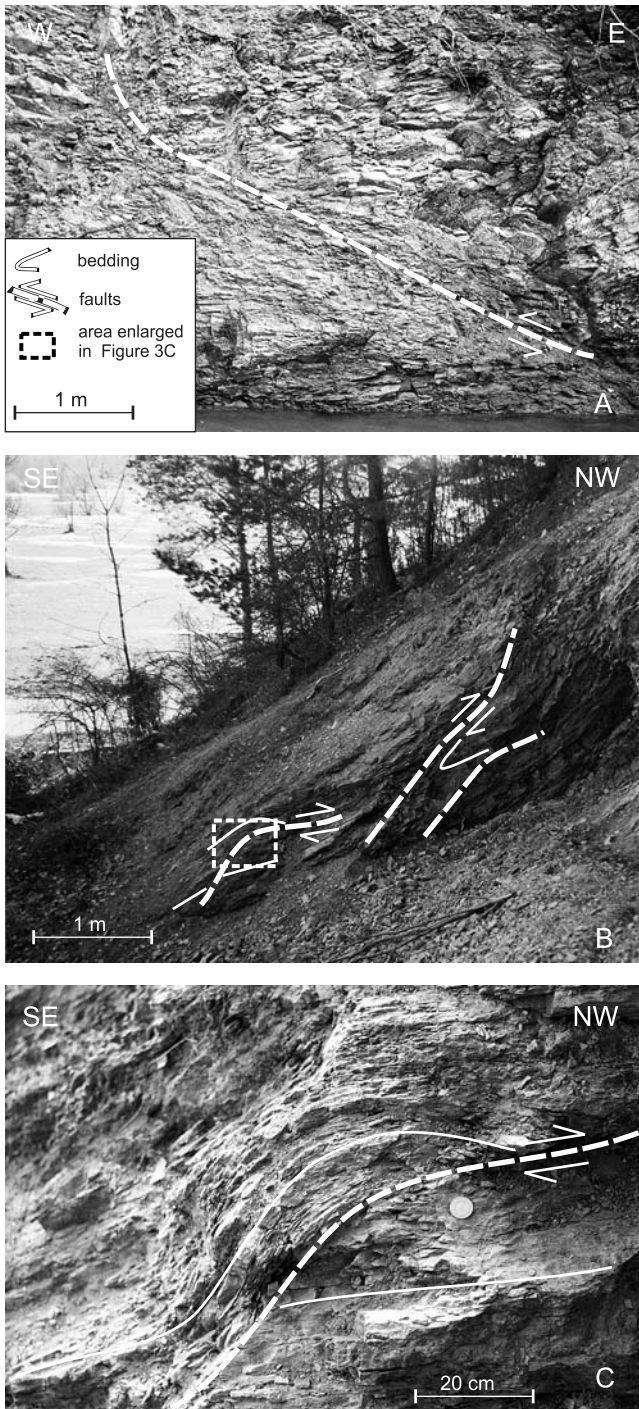 W
E
bedding
faults
area enlarged
in Figure 3C
1 m
A
SE
NW
1 m
B
SE
NW
20 cm
C